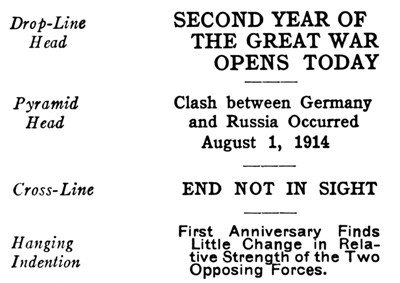 Drop-Line
Head
SECOND YEAR OF
THE GREAT WAR
OPENS TODAY
Pyramid
Head
Clash between Germany
and Russia Occurred
August 1, 1914
Cross-Line
END NOT IN SIGHT
Hanging
Indention
First Anniversary Finds
Little Change in Rela-
tive Strength of the Two
Opposing Forces.